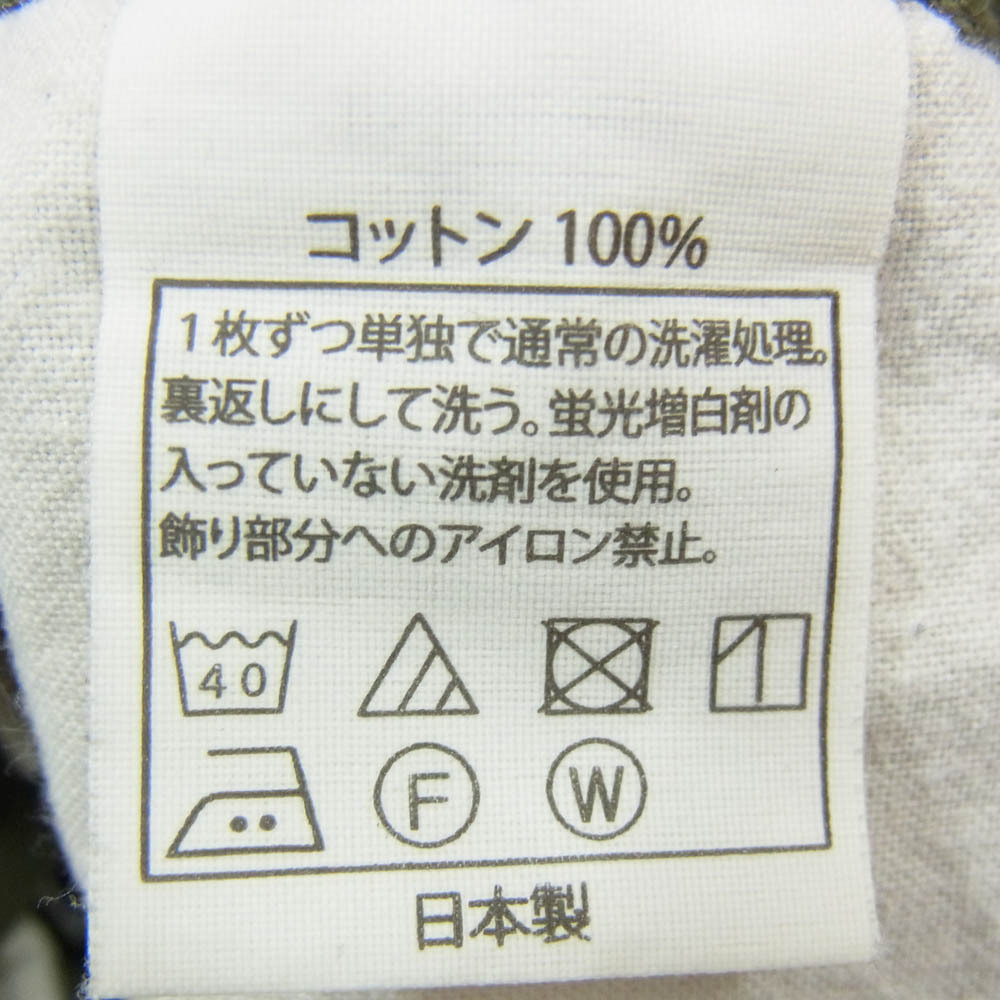 コットン 100%
1枚ずつ単独で通常の洗濯処理。
裏返しにして洗う。蛍光増白剤の
入っていない洗剤を使用。
飾り部分へのアイロン禁止。
40
F W
日本製